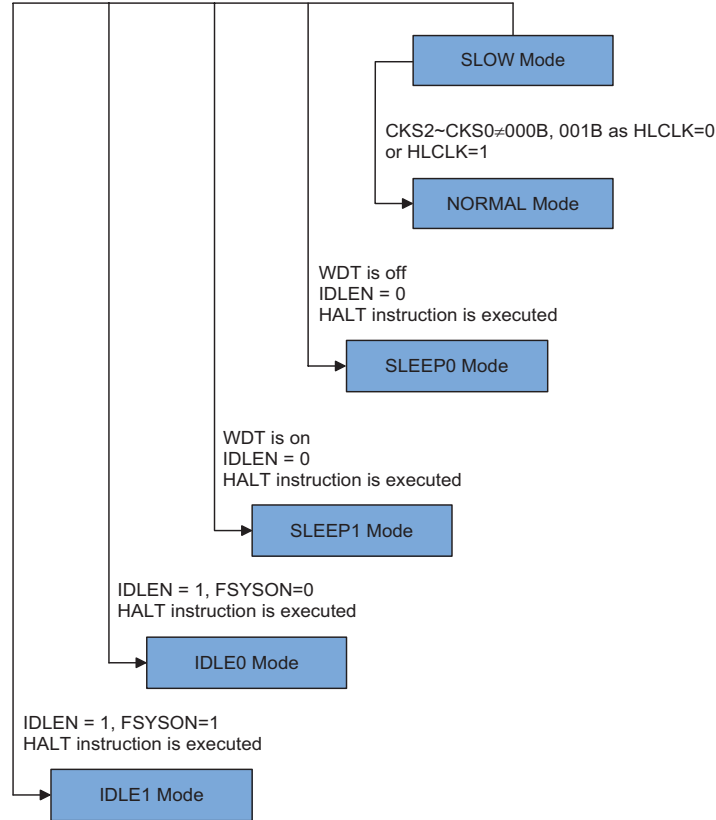 SLOW Mode
CKS2~CKS0≠000B, 001B as HLCLK=0
or HLCLK=1
NORMAL Mode
WDT is off
IDLEN = 0
HALT instruction is executed
SLEEP0 Mode
WDT is on
IDLEN = 0
HALT instruction is executed
SLEEP1 Mode
IDLEN = 1, FSYSON=0
HALT instruction is executed
IDLE0 Mode
IDLEN = 1, FSYSON=1
HALT instruction is executed
IDLE1 Mode